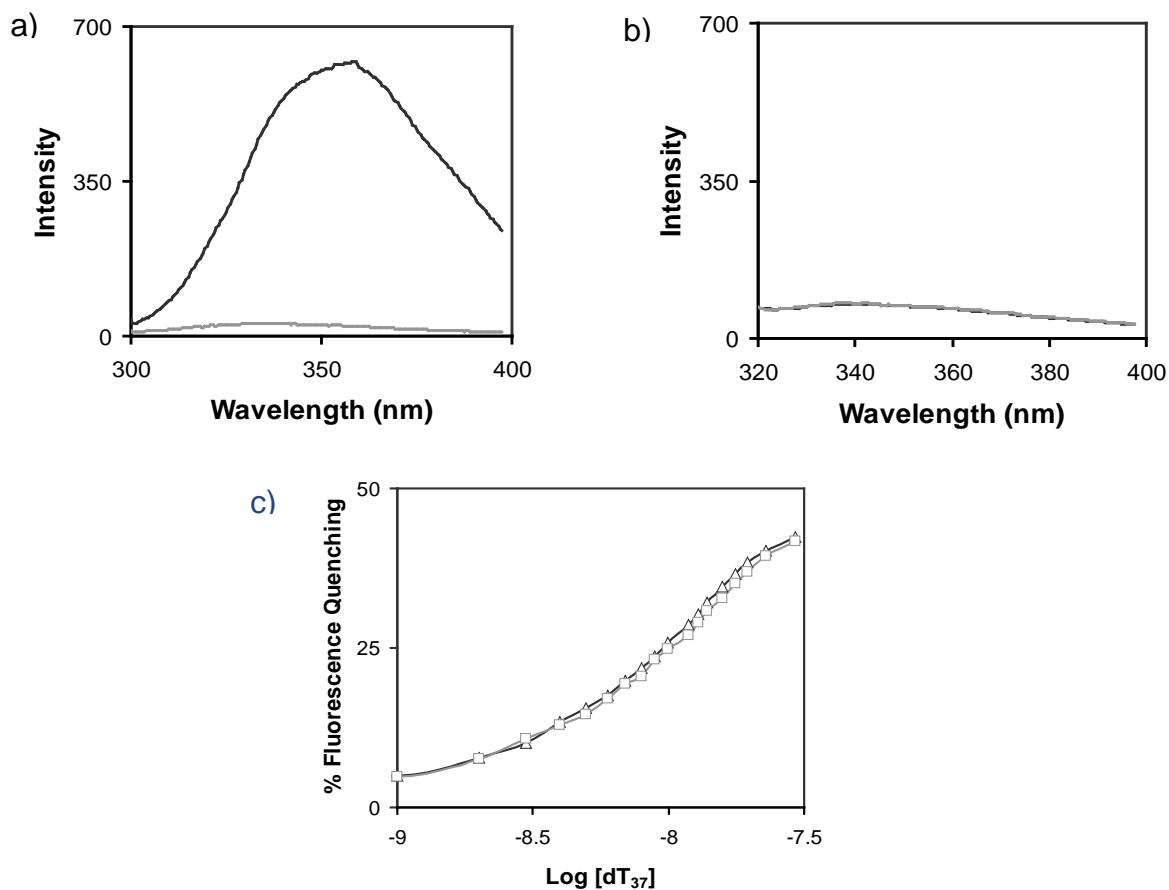 a)
700
350
0
Intensity
300
350
400
Wavelength (nm)
b)
700
350
0
Intensity
320
340
360
380
400
Wavelength (nm)
c)
50
25
0
% Fluorescence Quenching
-9
-8.5
-8
-7.5
Log [dT₃₇]